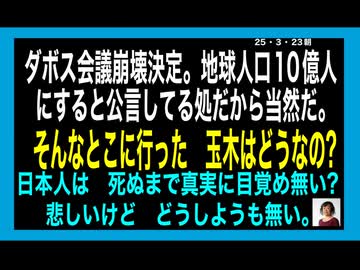 25・3・23朝
ダボス会議崩壊決定。地球人口10億人
にすると公言してる処だから当然だ。
そんなとこに行った　玉木はどうなの?
日本人は　死ぬまで真実に目覚め無い?
悲しいけど　どうしようも無い。